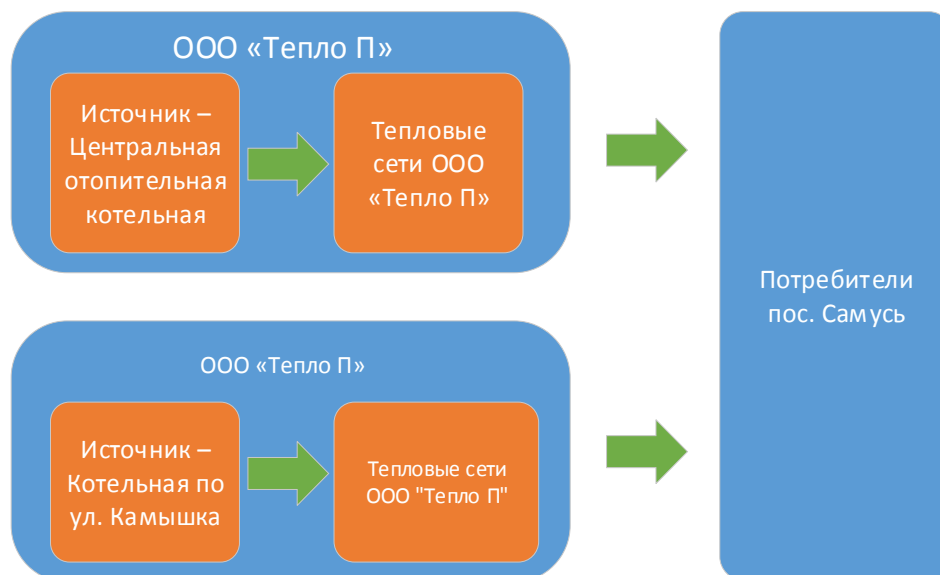 ООО «Тепло П»
Источник –
Центральная
отопительная
котельная
Тепловые
сети ООО
«Тепло П»
ООО «Тепло П»
Источник –
Котельная по
ул. Камышка
Тепловые сети
ООО "Тепло П"
Потребители
пос. Самусь